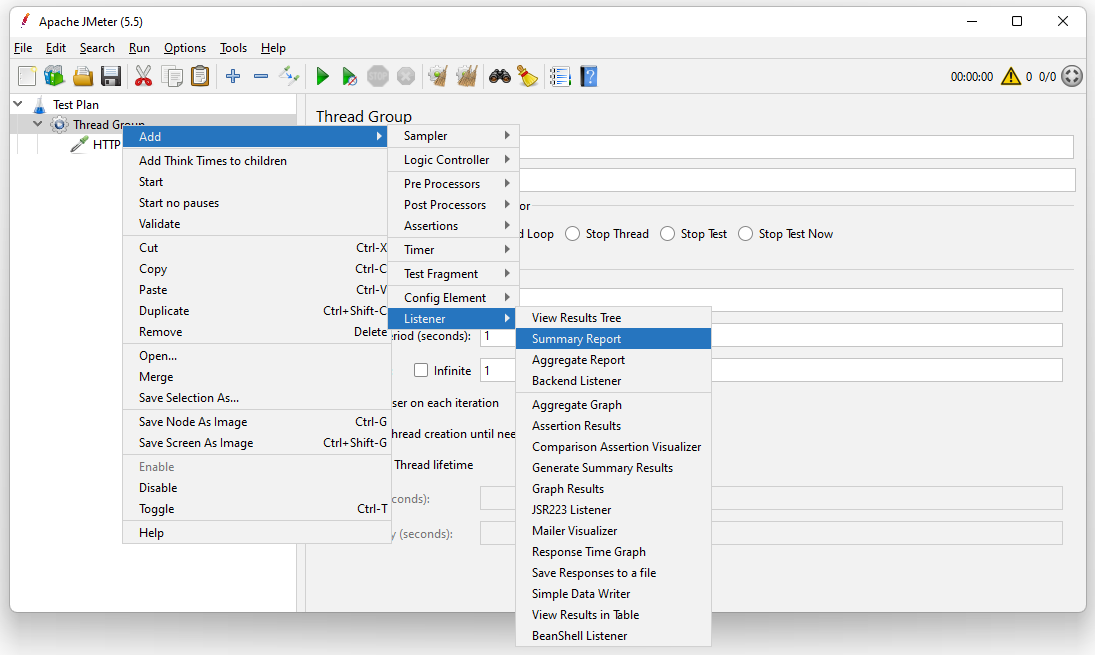 Apache JMeter (5.5)
File Edit Search Run Options Tools Help
STOP 00:00:00 0 0/0
Test Plan
Thread Group
HTTP
Thread Group
Add
Add Think Times to children
Start
Start no pauses
Validate
Cut Ctrl-X
Copy Ctrl-C
Paste Ctrl-V
Duplicate Ctrl+Shift-C
Remove Delete
Open...
Merge
Save Selection As...
Save Node As Image Ctrl-G
Save Screen As Image Ctrl+Shift-G
Enable
Disable
Toggle Ctrl-T
Help
Sampler
Logic Controller
Pre Processors
Post Processors
Assertions
Timer
Test Fragment
Config Element
Listener
View Results Tree
Summary Report
Aggregate Report
Backend Listener
Aggregate Graph
Assertion Results
Comparison Assertion Visualizer
Generate Summary Results
Graph Results
JSR223 Listener
Mailer Visualizer
Response Time Graph
Save Responses to a file
Simple Data Writer
View Results in Table
BeanShell Listener
or
d Loop Stop Thread Stop Test Stop Test Now
eriod (seconds): 1
Infinite 1
ser on each iteration
hread creation until nee
Thread lifetime
conds):
y (seconds):